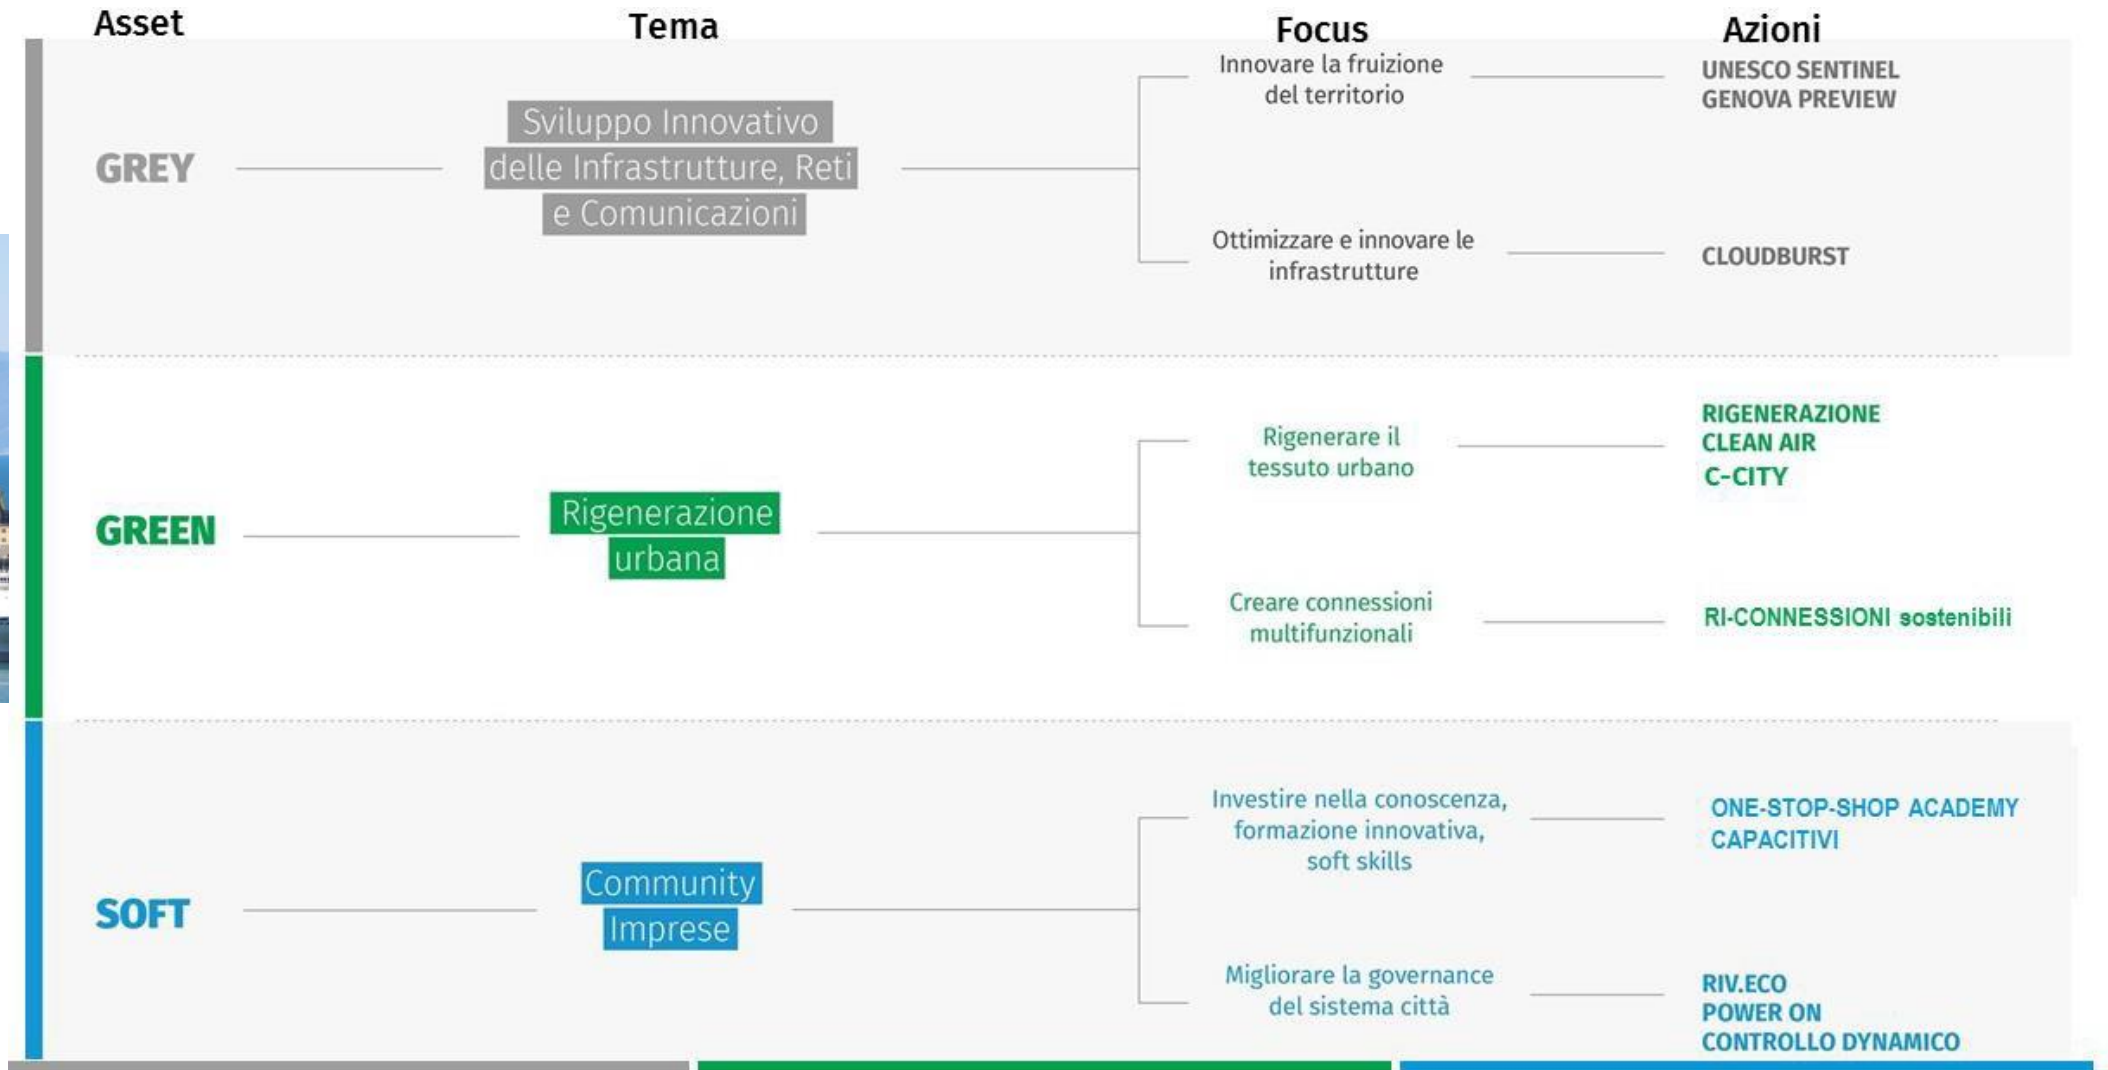 Asset
Tema
Focus
Azioni
GREY
Sviluppo Innovativo
delle Infrastrutture, Reti
e Comunicazioni
Innovare la fruizione
del territorio
UNESCO SENTINEL
GENOVA PREVIEW
Ottimizzare e innovare le
infrastrutture
CLOUDBURST
GREEN
Rigenerazione
urbana
Rigenerare il
tessuto urbano
RIGENERAZIONE
CLEAN AIR
C-CITY
Creare connessioni
multifunzionali
RI-CONNESSIONI sostenibili
SOFT
Community
Imprese
Investire nella conoscenza,
formazione innovativa,
soft skills
ONE-STOP-SHOP ACADEMY
CAPACITIVI
Migliorare la governance
del sistema città
RIV.ECO
POWER ON
CONTROLLO DYNAMICO